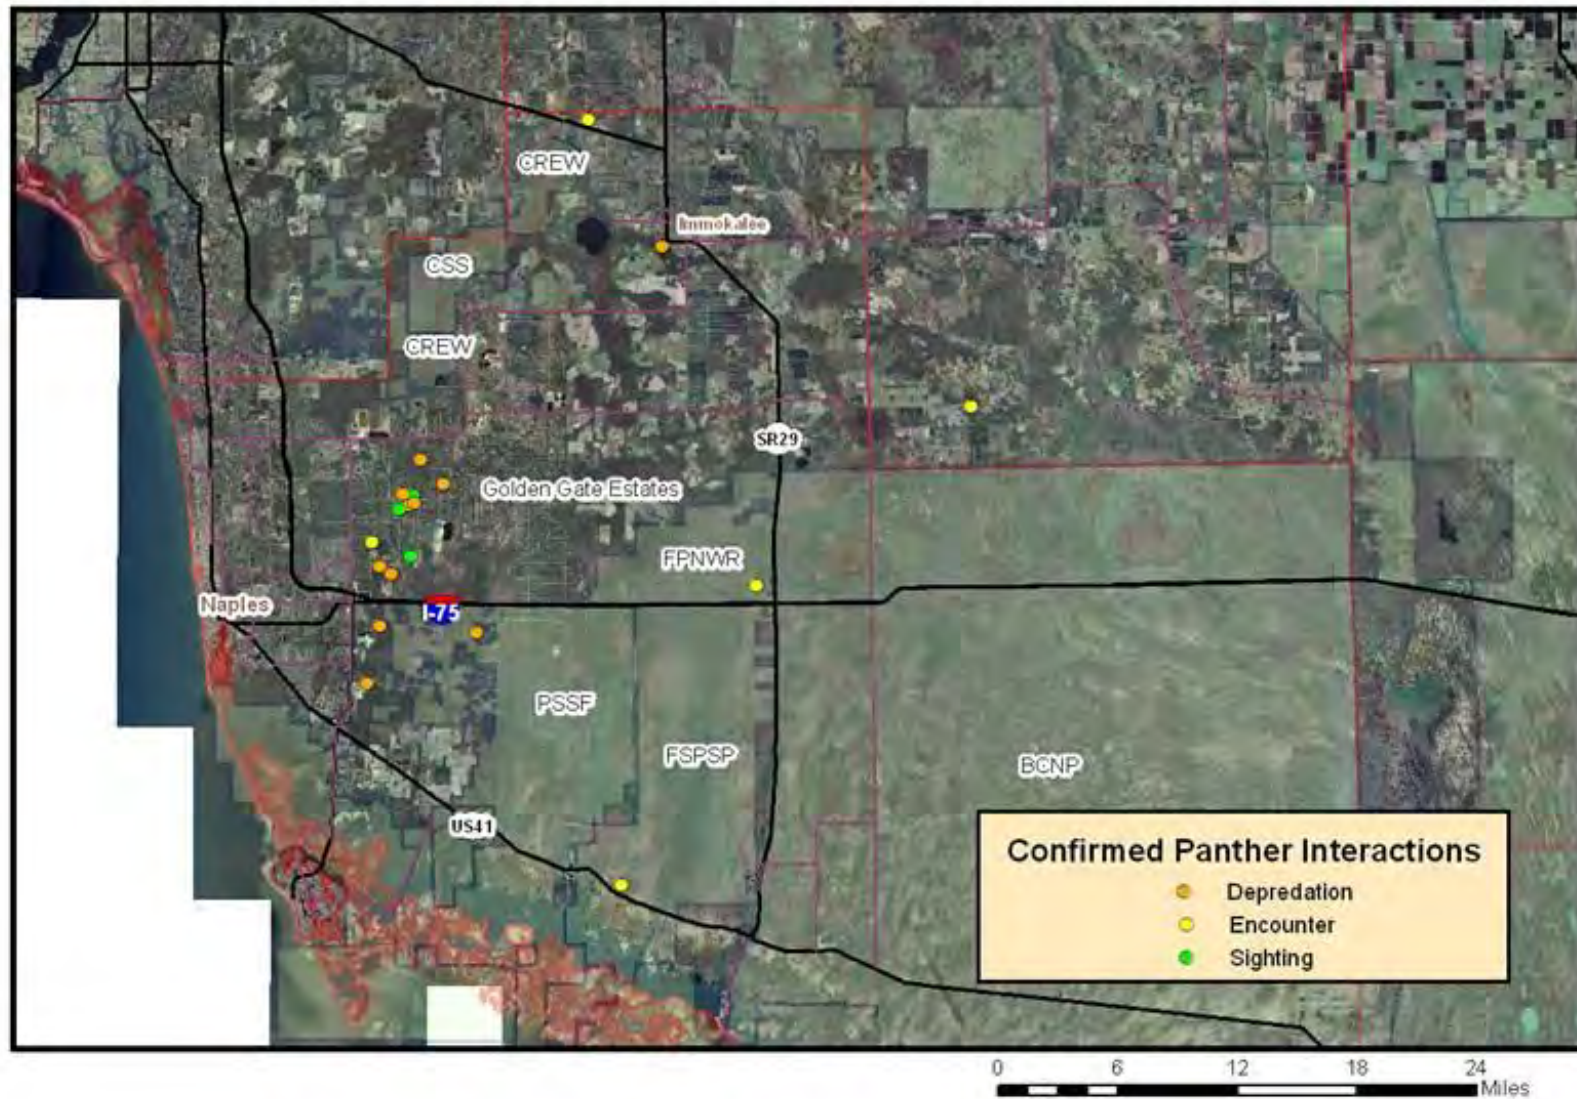 CREW
Immokalee
CSS
CREW
SR29
Golden Gate Estates
FPNWR
Naples
I-75
PSSF
FSPSP
BCNP
US41
Confirmed Panther Interactions
Depredation
Encounter
Sighting
0 6 12 18 24
Miles